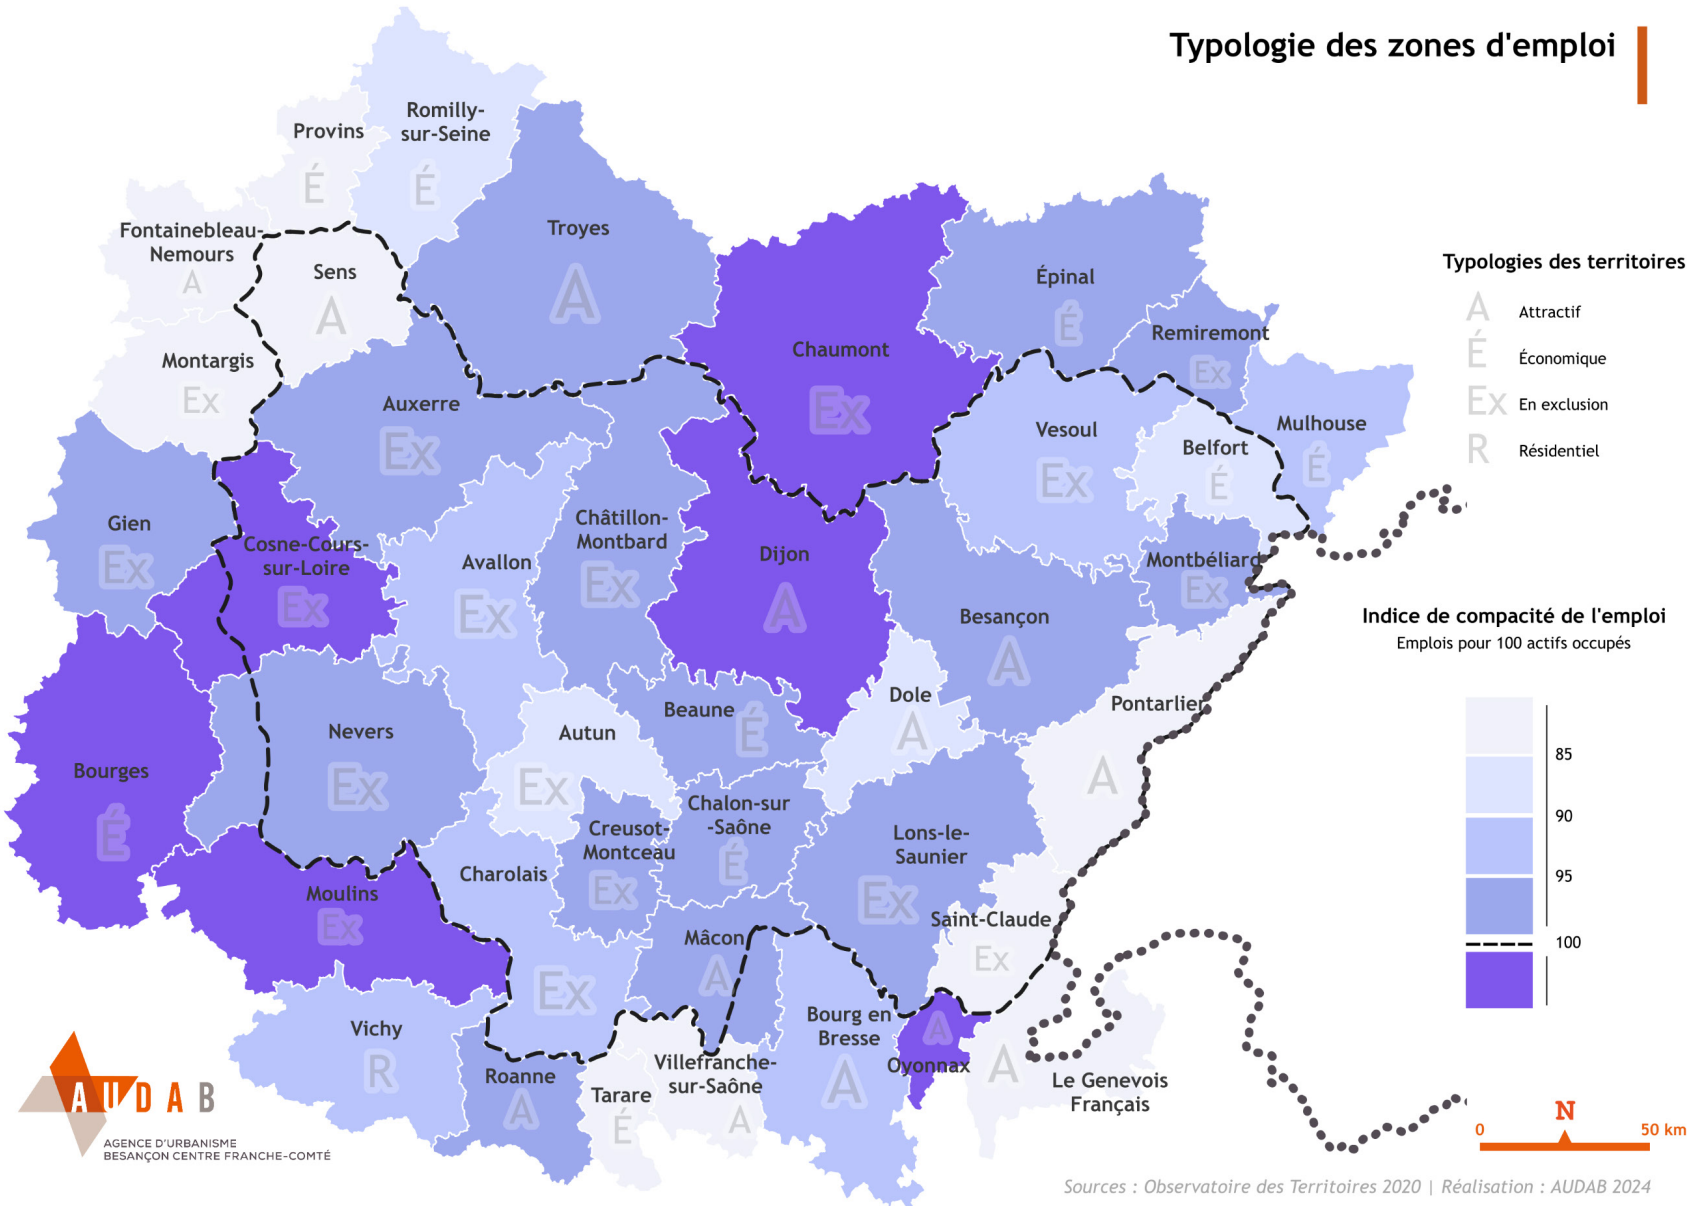 Typologie des zones d'emploi
Romilly-
sur-Seine
É
Provins
É
Fontainebleau-
Nemours
A
Sens
A
Troyes
A
Montargis
Ex
Chaumont
Ex
Épinal
É
Remiremont
Ex
Mulhouse
É
Auxerre
Ex
Vesoul
Ex
Belfort
É
Gien
Ex
Cosne-Cours-
sur-Loire
Ex
Avallon
Ex
Châtillon-
Montbard
Ex
Dijon
A
Besançon
A
Montbéliard
Ex
Bourges
É
Nevers
Ex
Autun
Ex
Beaune
É
Dole
A
Pontarlier
A
Moulins
Ex
Charolais
Ex
Creusot-
Montceau
Ex
Chalon-sur
-Saône
É
Lons-le-
Saunier
Ex
Saint-Claude
Ex
Mâcon
A
Vichy
R
Roanne
A
Tarare
É
Villefranche-
sur-Saône
A
Bourg en
Bresse
A
A
Oyonnax
A
Le Genevois
Français
Typologies des territoires
A Attractif
É Économique
Ex En exclusion
R Résidentiel
Indice de compacité de l'emploi
Emplois pour 100 actifs occupés
85
90
95
100
N
0 50 km
AUDAB
AGENCE D'URBANISME
BESANÇON CENTRE FRANCHE-COMTÉ
Sources : Observatoire des Territoires 2020 | Réalisation : AUDAB 2024